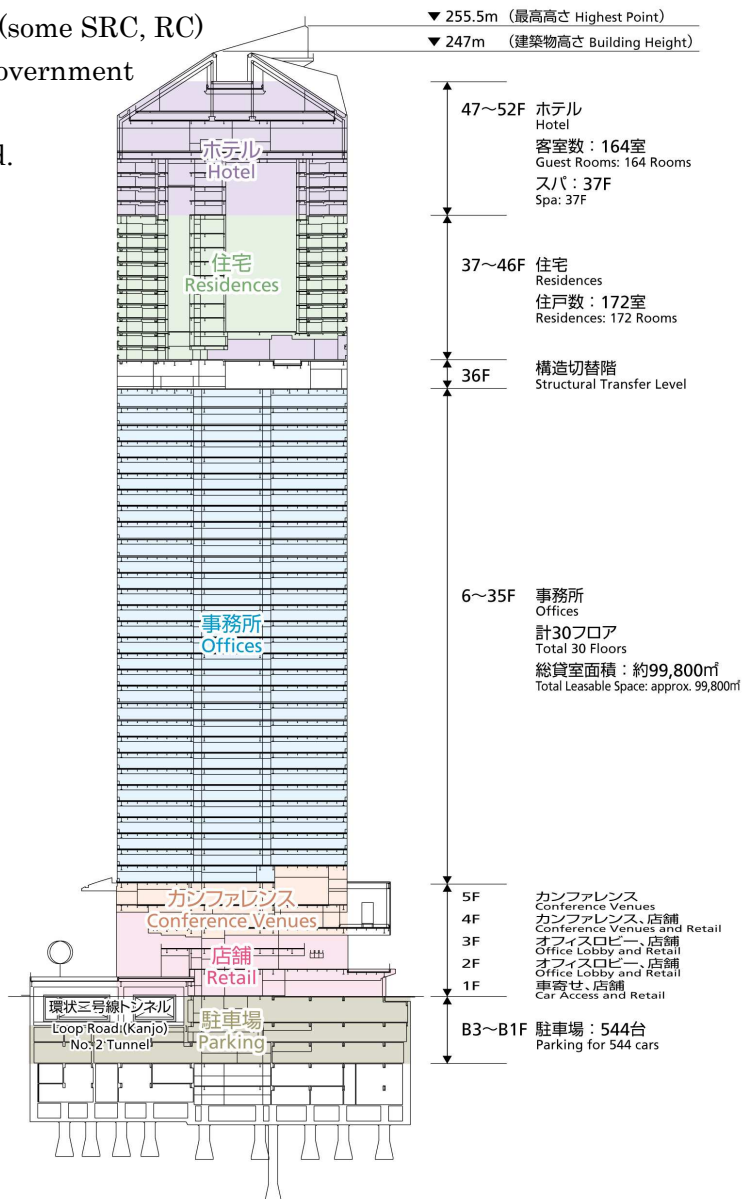 (some SRC, RC)
overnment
d.
▼ 255.5m （最高高さ Highest Point）
▼ 247m （建築物高さ Building Height）
47～52F ホテル
Hotel
客室数：164室
Guest Rooms: 164 Rooms
スパ：37F
Spa: 37F
37～46F 住宅
Residences
住戸数：172室
Residences: 172 Rooms
36F 構造切替階
Structural Transfer Level
6～35F 事務所
Offices
計30フロア
Total 30 Floors
総貸室面積：約99,800㎡
Total Leasable Space: approx. 99,800㎡
5F カンファレンス
Conference Venues
4F カンファレンス、店舗
Conference Venues and Retail
3F オフィスロビー、店舗
Office Lobby and Retail
2F オフィスロビー、店舗
Office Lobby and Retail
1F 車寄せ、店舗
Car Access and Retail
B3～B1F 駐車場：544台
Parking for 544 cars
ホテル
Hotel
住宅
Residences
事務所
Offices
カンファレンス
Conference Venues
店舗
Retail
環状二号線トンネル
Loop Road (Kanjo)
No. 2 Tunnel
駐車場
Parking